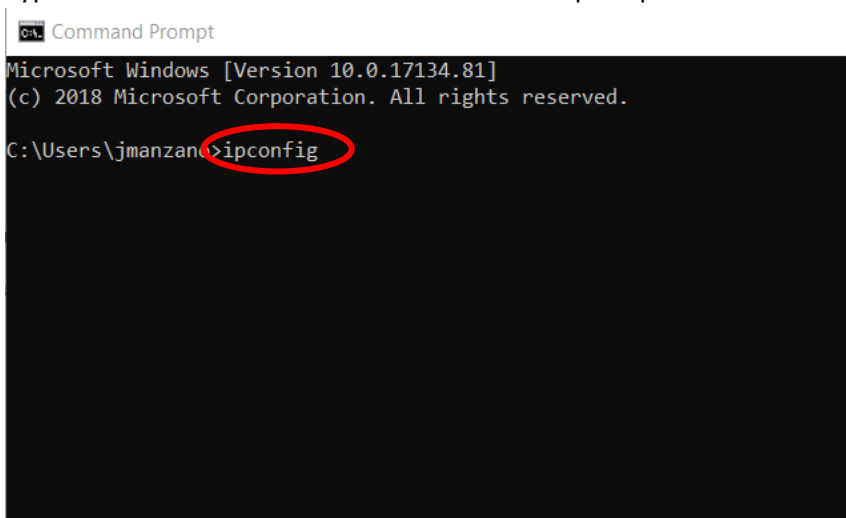 Command Prompt
Microsoft Windows [Version 10.0.17134.81]
(c) 2018 Microsoft Corporation. All rights reserved.
C:\Users\jmanzano>ipconfig